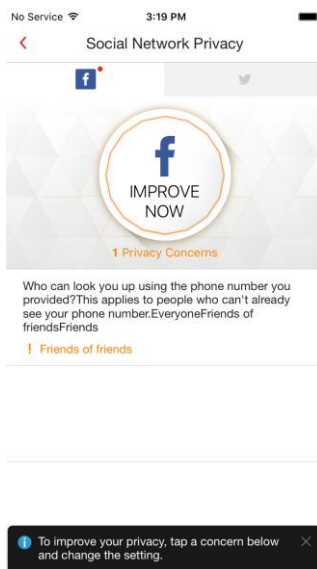 No Service 3:19 PM
Social Network Privacy
f
f
IMPROVE
NOW
1 Privacy Concerns
Who can look you up using the phone number you
provided?This applies to people who can't already
see your phone number.EveryoneFriends of
friendsFriends
! Friends of friends
i To improve your privacy, tap a concern below
and change the setting.